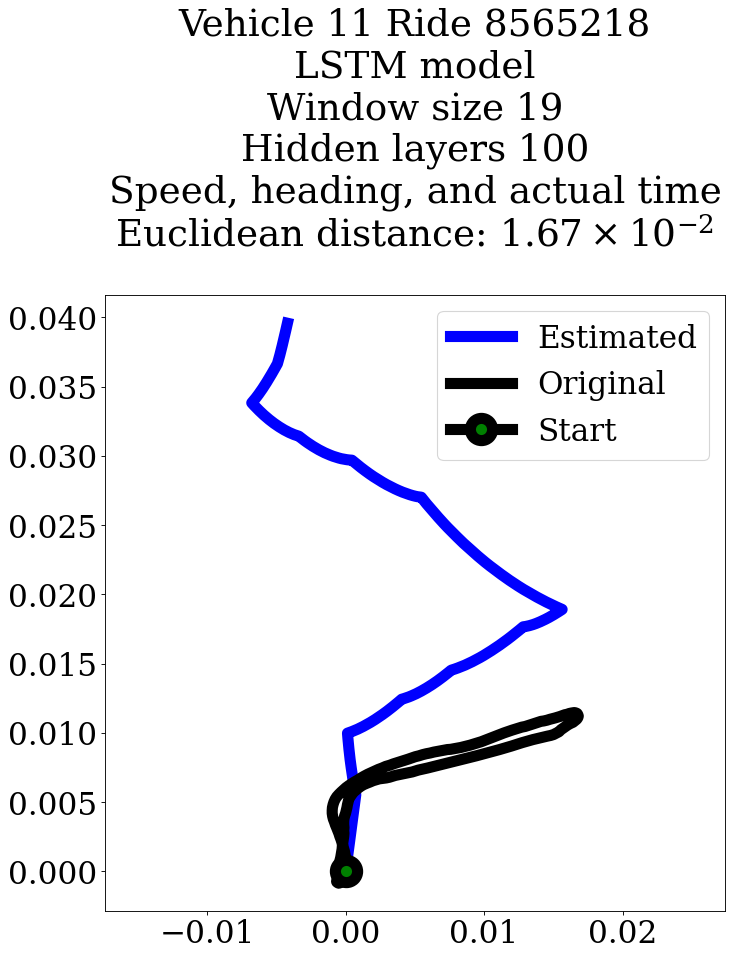 Vehicle 11 Ride 8565218
LSTM model
Window size 19
Hidden layers 100
Speed, heading, and actual time
Euclidean distance: 1.67 × 10⁻²
0.040
0.035
0.030
0.025
0.020
0.015
0.010
0.005
0.000
Estimated
Original
Start
−0.01 0.00 0.01 0.02